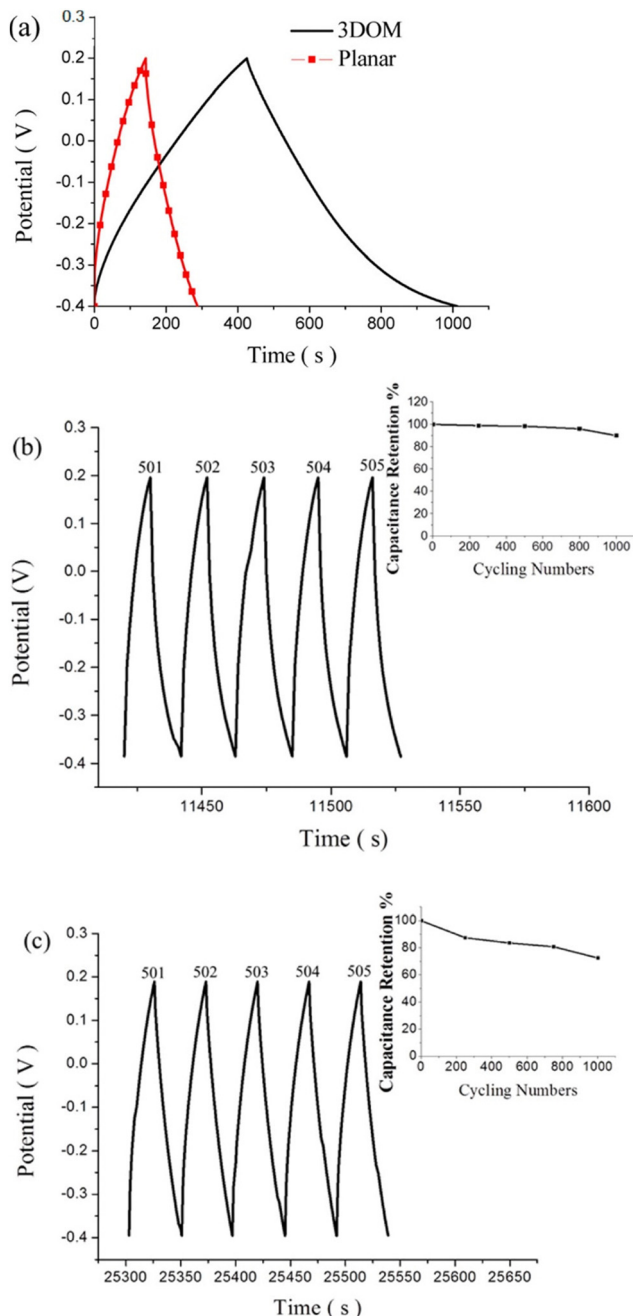 (a)
3DOM
Planar
0.3
0.2
0.1
0.0
-0.1
-0.2
-0.3
-0.4
Potential ( V )
0 200 400 600 800 1000
Time ( s )
(b)
0.3
0.2
0.1
0.0
-0.1
-0.2
-0.3
-0.4
Potential (V)
501 502 503 504 505
11450 11500 11550 11600
Time ( s)
120
100
80
60
40
20
0
Capacitance Retention %
0 200 400 600 800 1000
Cycling Numbers
(c)
0.3
0.2
0.1
0.0
-0.1
-0.2
-0.3
-0.4
Potential ( V )
501 502 503 504 505
25300 25350 25400 25450 25500 25550 25600 25650
Time ( s )
100
80
60
40
20
0
Capacitance Retention %
0 200 400 600 800 1000
Cycling Numbers